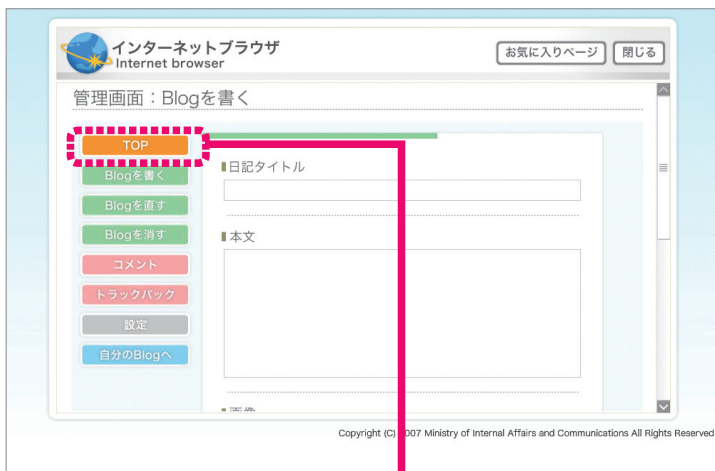 インターネットブラウザ
Internet browser
お気に入りページ
閉じる
管理画面：Blogを書く
TOP
Blogを書く
Blogを直す
Blogを消す
コメント
トラックバック
設定
自分のBlogへ
日記タイトル
本文
画像
Copyright (C) 2007 Ministry of Internal Affairs and Communications All Rights Reserved